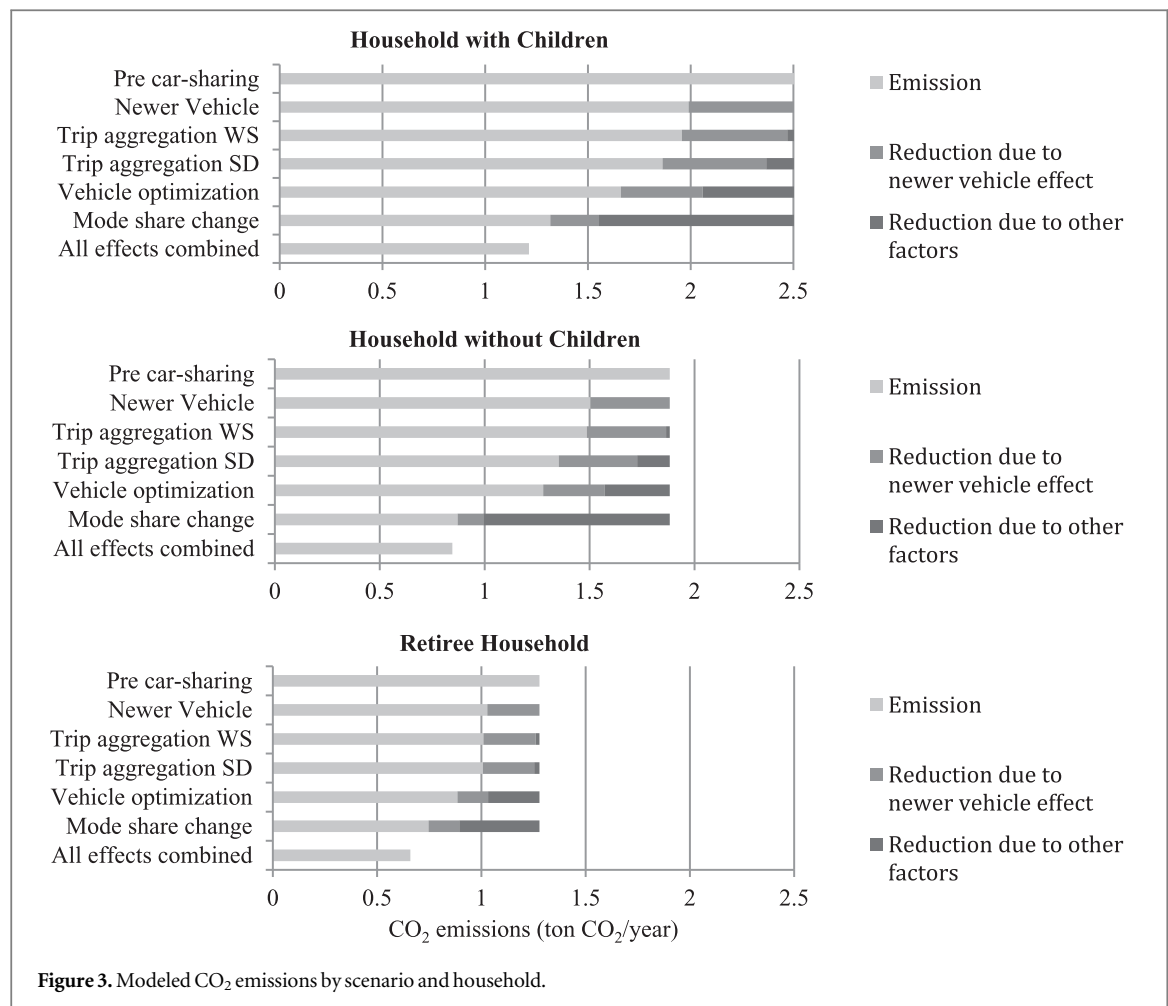 Household with Children
Pre car-sharing
Newer Vehicle
Trip aggregation WS
Trip aggregation SD
Vehicle optimization
Mode share change
All effects combined
0 0.5 1 1.5 2 2.5
Emission
Reduction due to
newer vehicle effect
Reduction due to other
factors
Household without Children
Pre car-sharing
Newer Vehicle
Trip aggregation WS
Trip aggregation SD
Vehicle optimization
Mode share change
All effects combined
0 0.5 1 1.5 2 2.5
Emission
Reduction due to
newer vehicle effect
Reduction due to other
factors
Retiree Household
Pre car-sharing
Newer Vehicle
Trip aggregation WS
Trip aggregation SD
Vehicle optimization
Mode share change
All effects combined
0 0.5 1 1.5 2 2.5
CO₂ emissions (ton CO₂/year)
Emission
Reduction due to
newer vehicle effect
Reduction due to other
factors
Figure 3. Modeled CO₂ emissions by scenario and household.